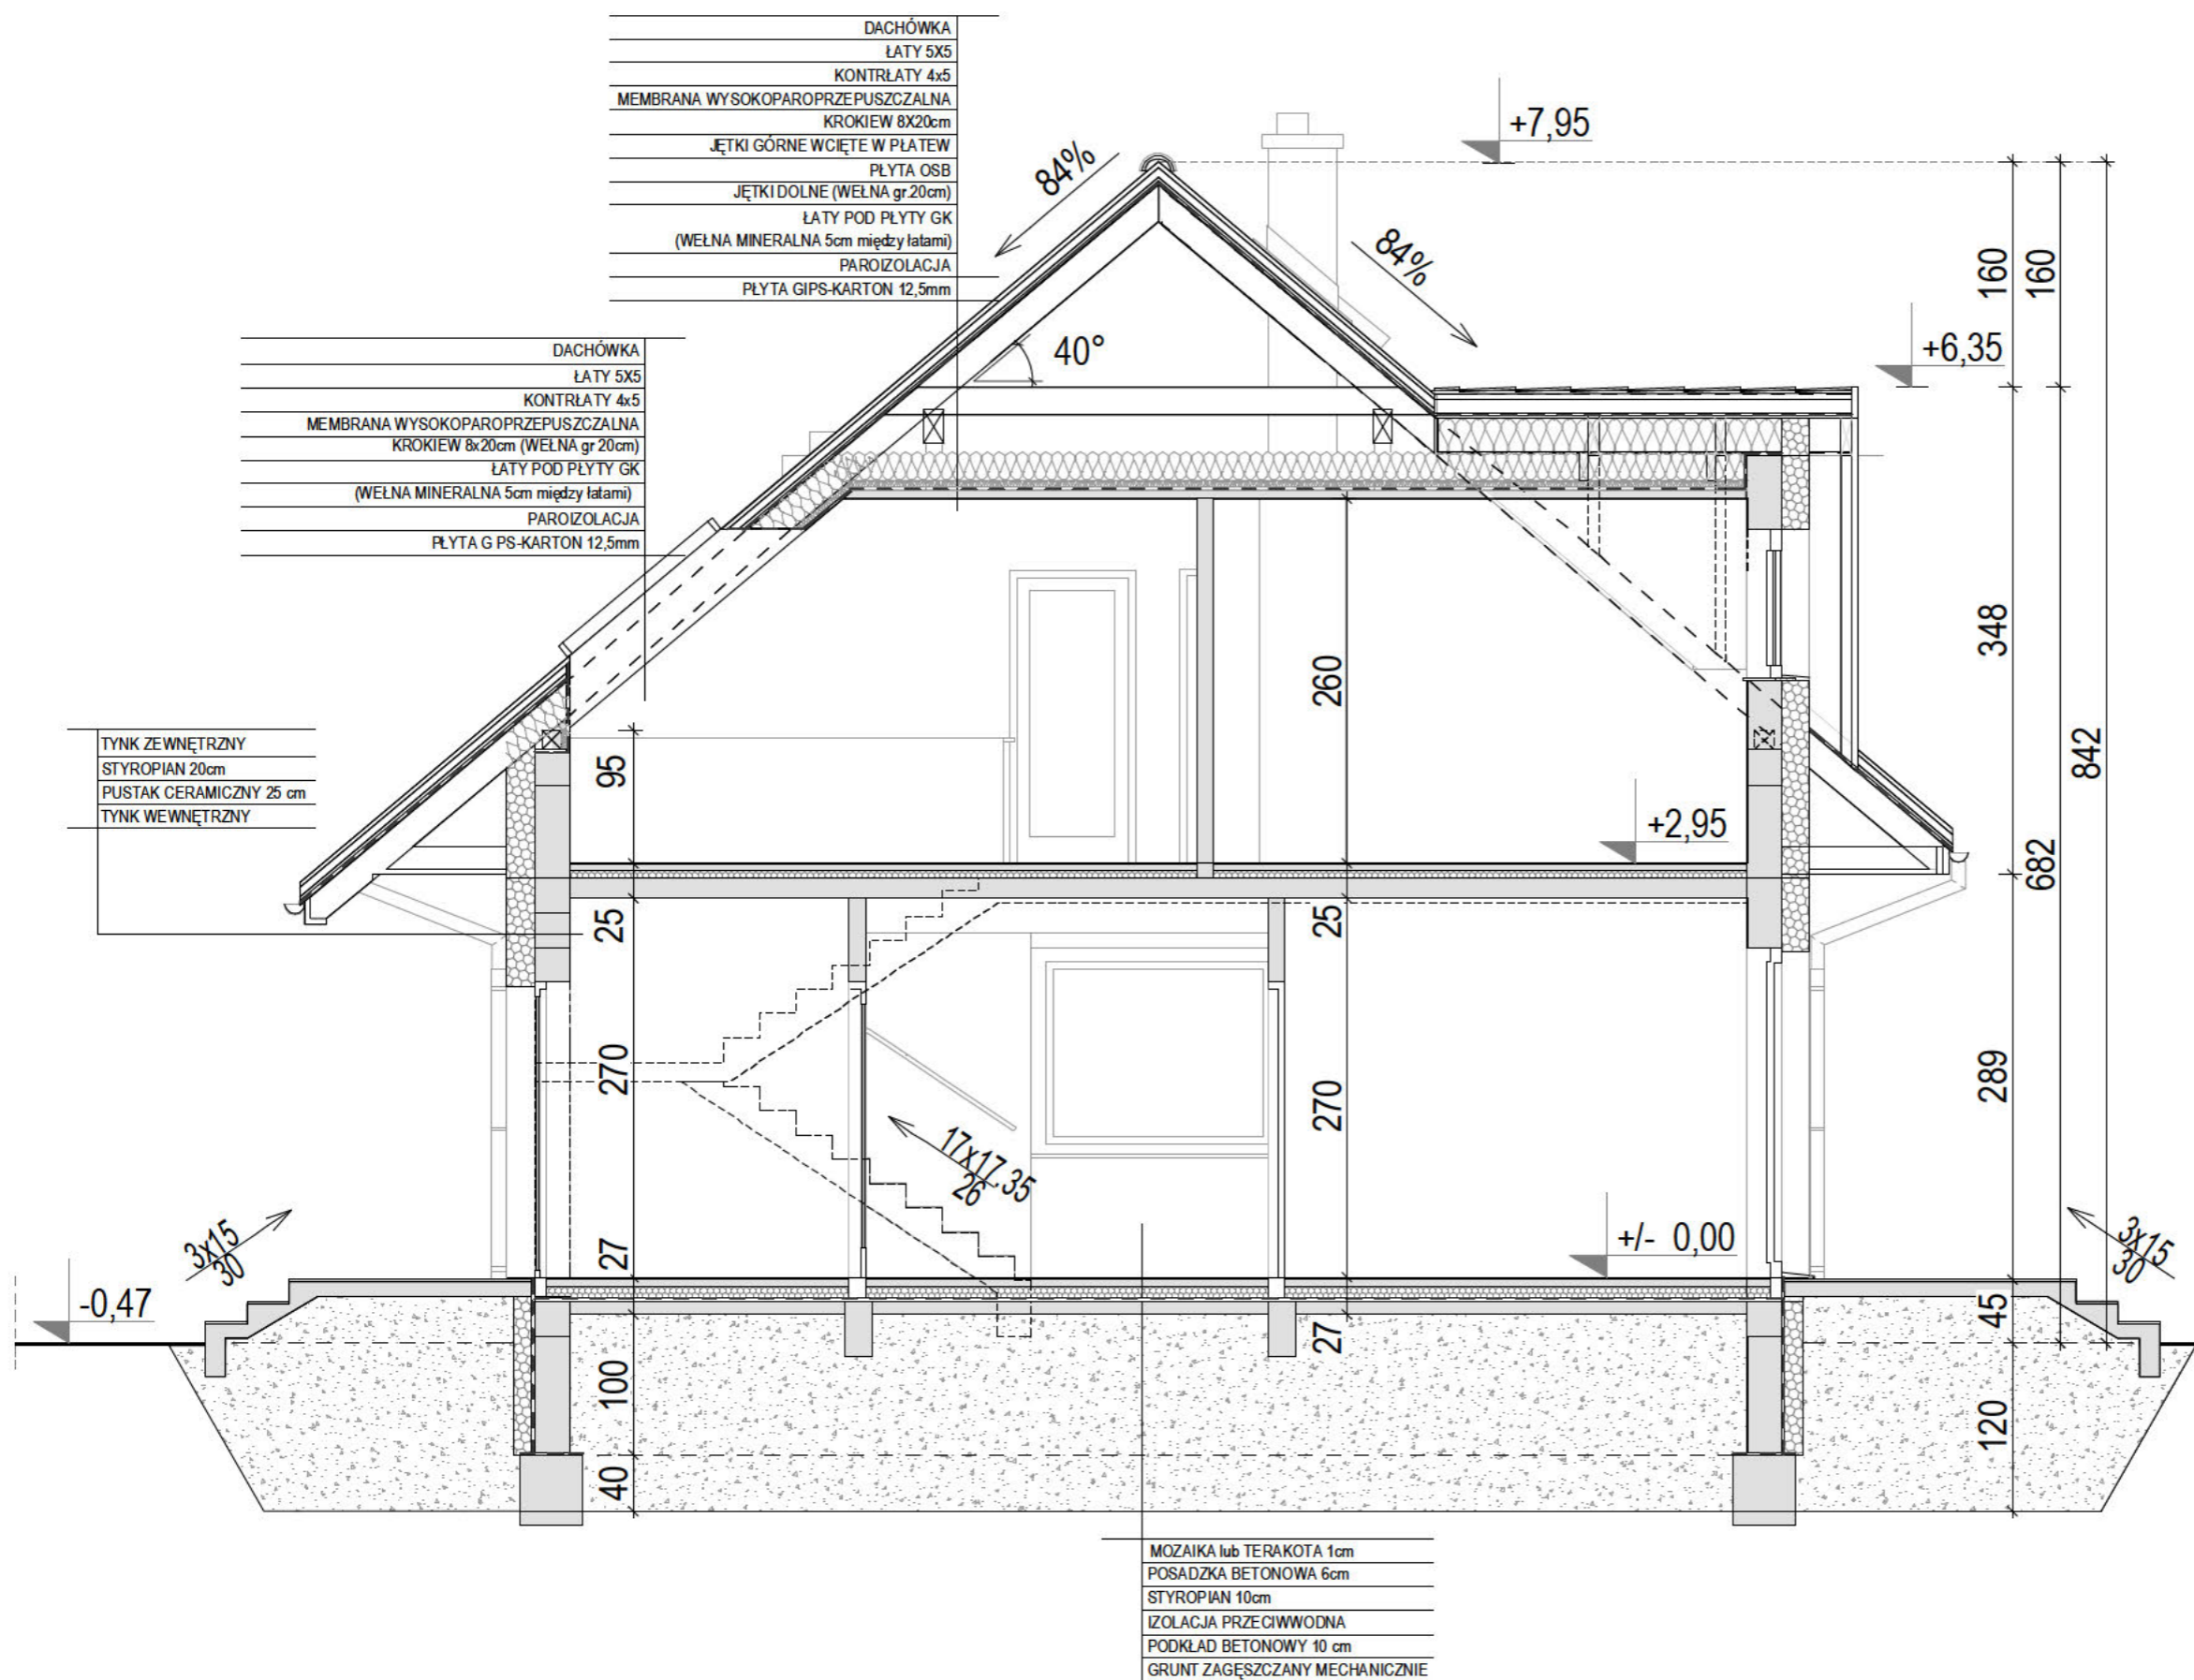 DACHÓWKA
ŁATY 5X5
KONTRŁATY 4x5
MEMBRANA WYSOKOPAROPRZEPUSZCZALNA
KROKIEW 8X20cm
JĘTKI GÓRNE WCIĘTE W PŁATEW
PŁYTA OSB
JĘTKI DOLNE (WEŁNA gr.20cm)
ŁATY POD PŁYTY GK
(WEŁNA MINERALNA 5cm między łatami)
PAROIZOLACJA
PŁYTA GIPS-KARTON 12,5mm
DACHÓWKA
ŁATY 5X5
KONTRŁATY 4x5
MEMBRANA WYSOKOPAROPRZEPUSZCZALNA
KROKIEW 8x20cm (WEŁNA gr 20cm)
ŁATY POD PŁYTY GK
(WEŁNA MINERALNA 5cm między łatami)
PAROIZOLACJA
PŁYTA G PS-KARTON 12,5mm
TYNK ZEWNĘTRZNY
STYROPIAN 20cm
PUSTAK CERAMICZNY 25 cm
TYNK WEWNĘTRZNY
84%
84%
40°
+7,95
+6,35
+2,95
+/- 0,00
-0,47
95
25
270
27
100
40
260
25
270
27
17x17,35
26
3x15
30
3x15
30
160
348
289
45
120
160
682
842
MOZAIKA lub TERAKOTA 1cm
POSADZKA BETONOWA 6cm
STYROPIAN 10cm
IZOLACJA PRZECIWWODNA
PODKŁAD BETONOWY 10 cm
GRUNT ZAGĘSZCZANY MECHANICZNIE